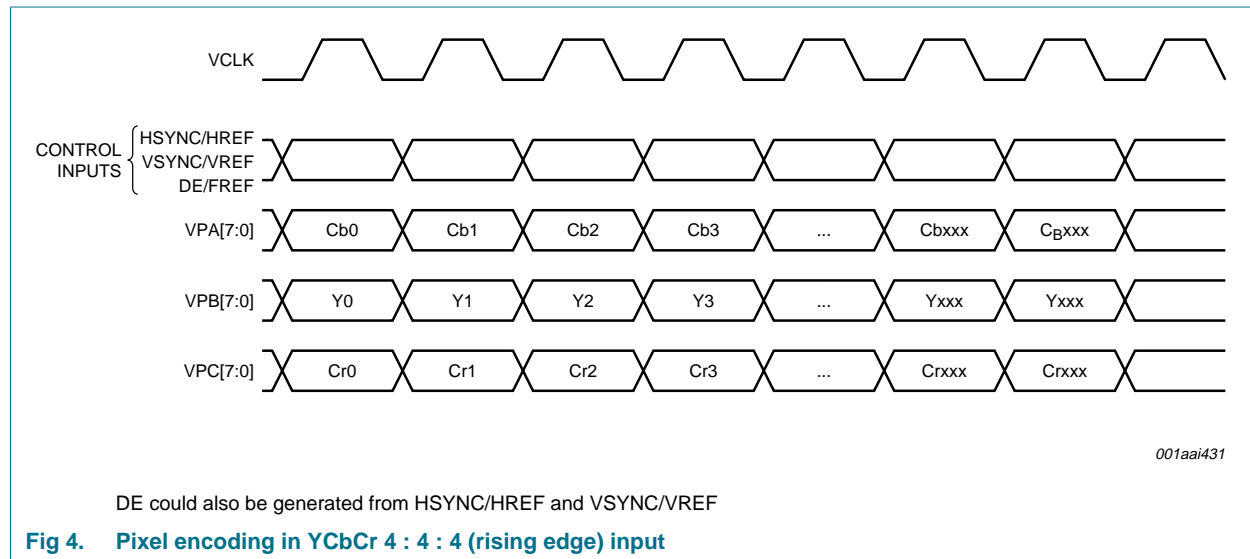 VCLK
CONTROL INPUTS
HSYNC/HREF
VSYNC/VREF
DE/FREF
VPA[7:0] Cb0 Cb1 Cb2 Cb3 ... Cbxxx CBxxx
VPB[7:0] Y0 Y1 Y2 Y3 ... Yxxx Yxxx
VPC[7:0] Cr0 Cr1 Cr2 Cr3 ... Crxxx Crxxx
001aai431
DE could also be generated from HSYNC/HREF and VSYNC/VREF
Fig 4. Pixel encoding in YCbCr 4 : 4 : 4 (rising edge) input